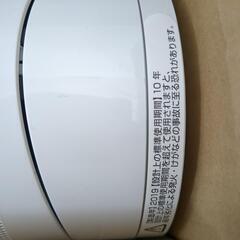 【製造年】2019【設計上の標準使用期間】10年
設計上の標準使用期間を超えて使用されますと、
経年劣化による発火・けがなどの事故に至る恐れがあります。